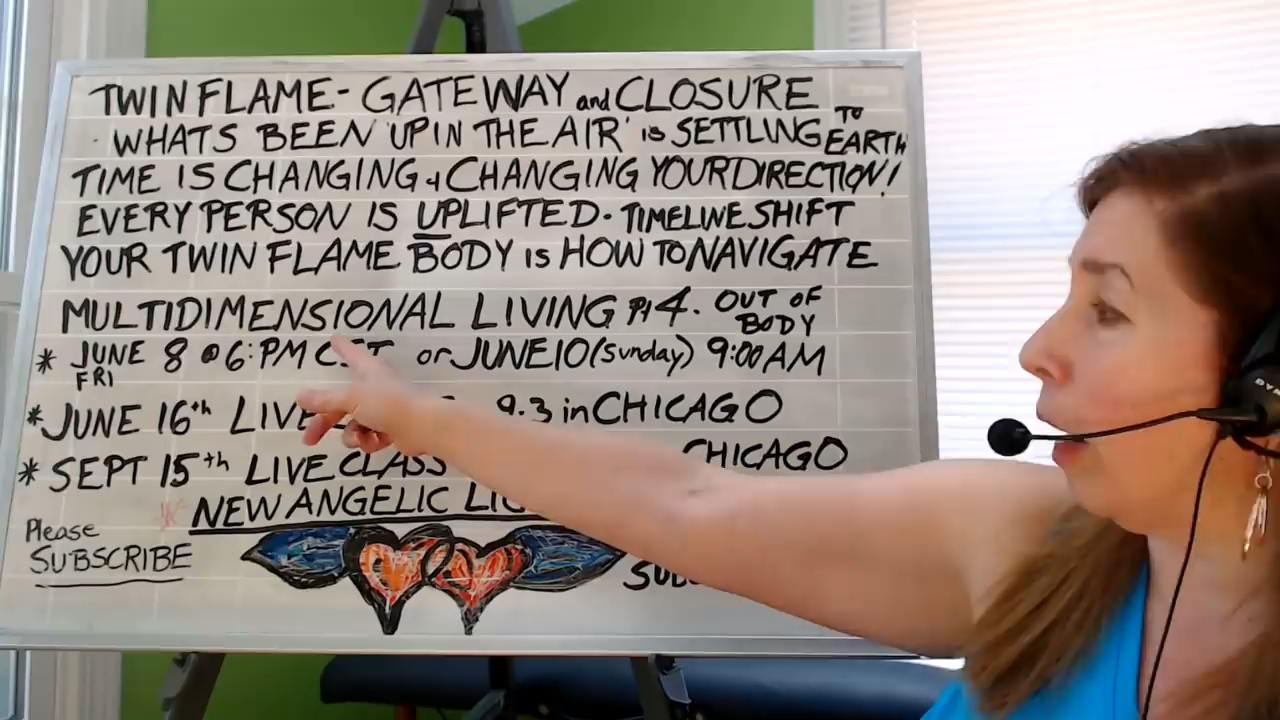 TWIN FLAME - GATEWAY and CLOSURE
· WHATS BEEN 'UP IN THE AIR' is SETTLING TO EARTH
TIME IS CHANGING + CHANGING YOUR DIRECTION!
EVERY PERSON IS UPLIFTED. TIMELINE SHIFT
YOUR TWIN FLAME BODY is HOW TO NAVIGATE
MULTIDIMENSIONAL LIVING Pt 4. OUT OF BODY
* JUNE 8 @ 6: PM CST or JUNE 10 (Sunday) 9:00 AM
FRI
* JUNE 16th LIVE 9.3 in CHICAGO
* SEPT 15th LIVE CLASS CHICAGO
NEW ANGELIC
Please
SUBSCRIBE